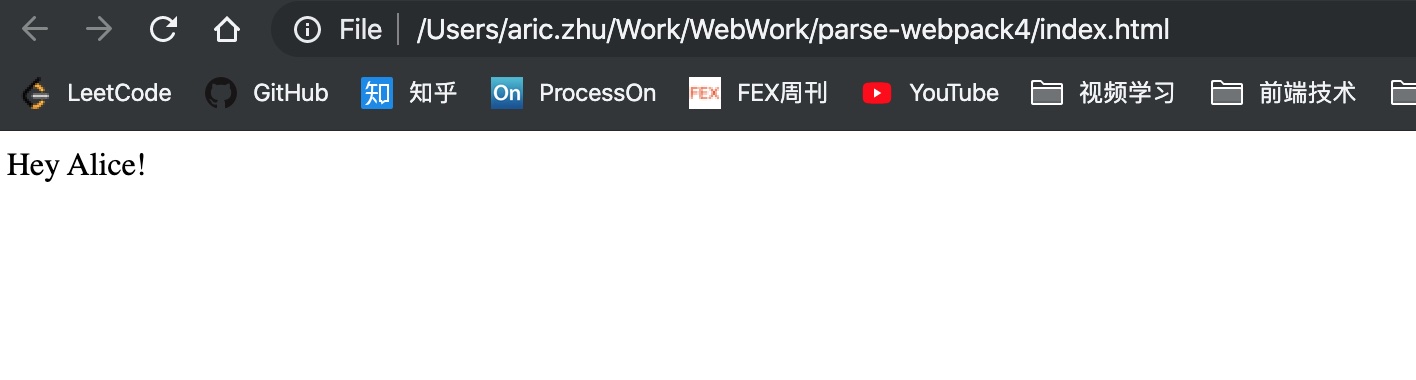 File /Users/aric.zhu/Work/WebWork/parse-webpack4/index.html
LeetCode GitHub 知 知乎 On ProcessOn FEX FEX周刊 YouTube 视频学习 前端技术
Hey Alice!